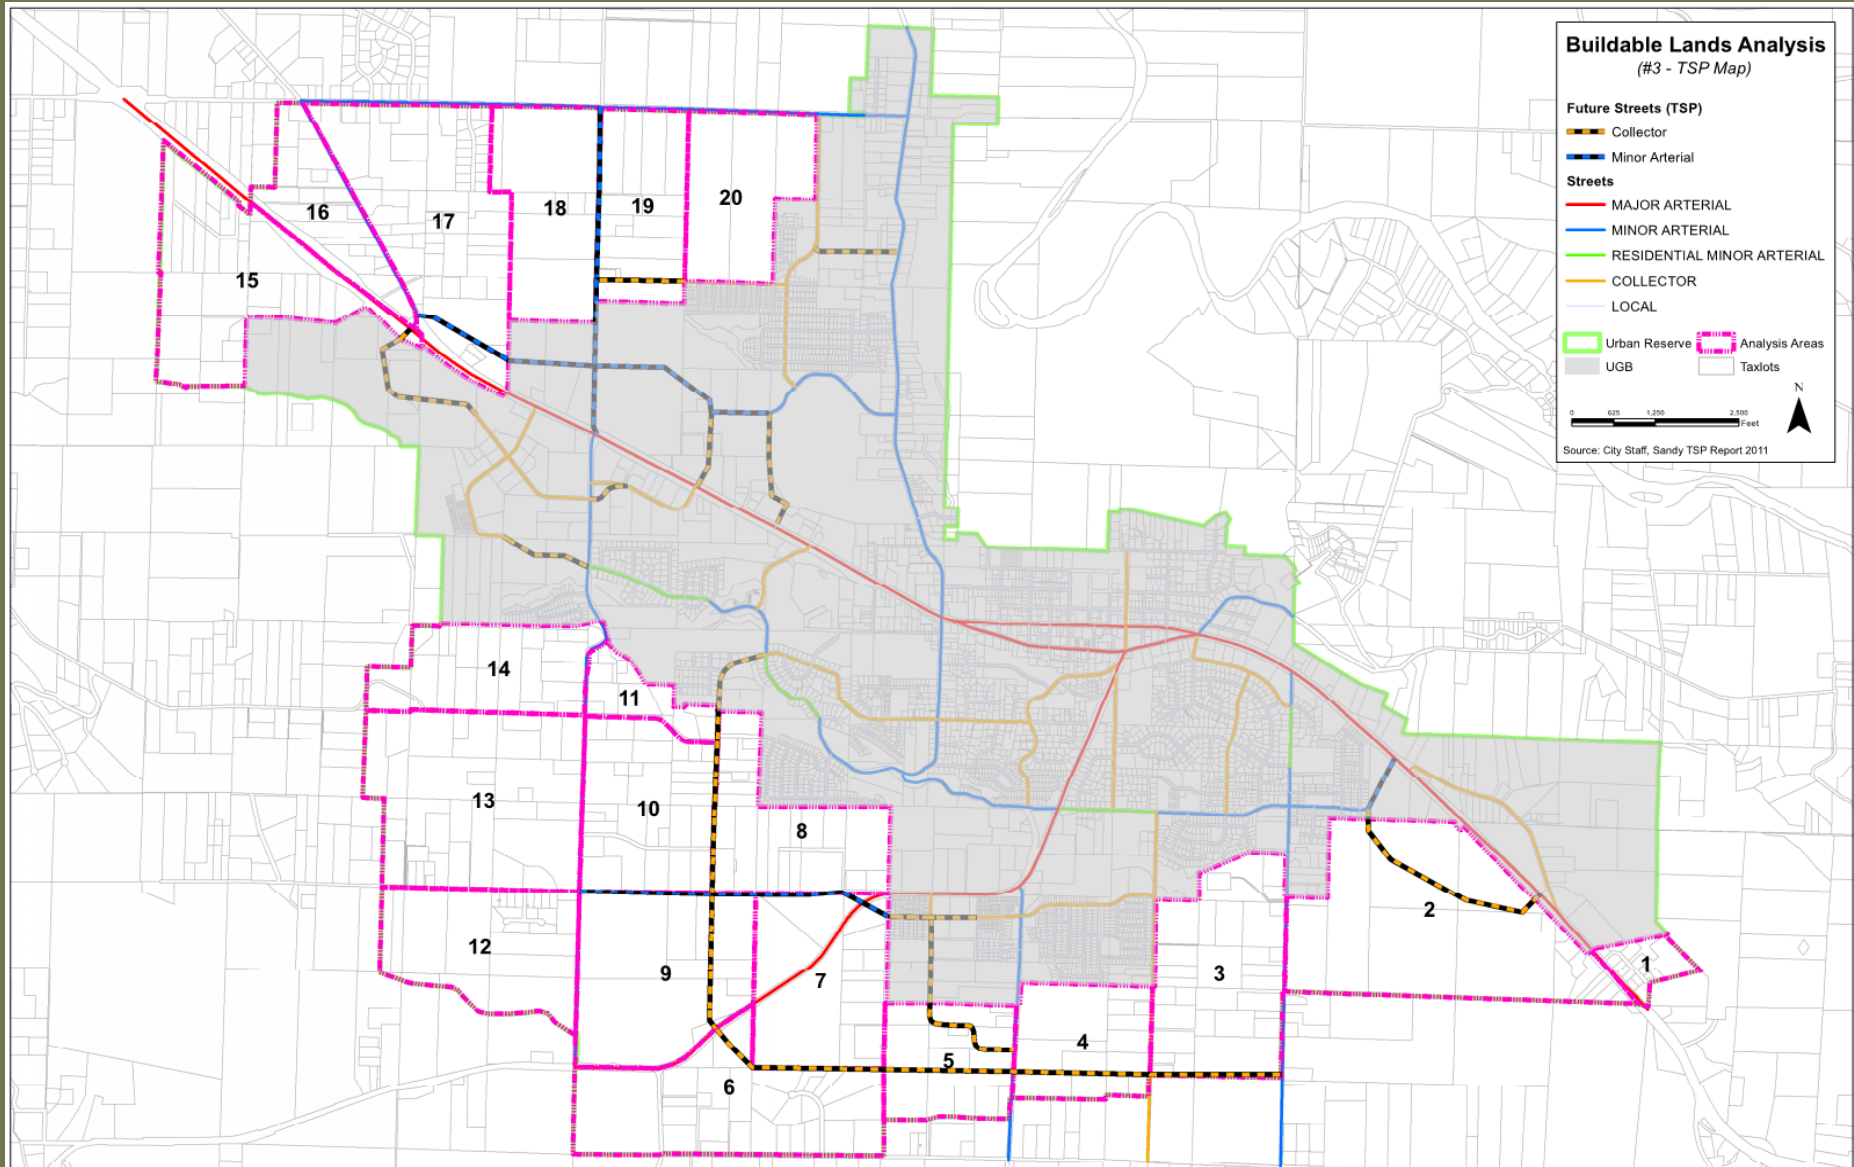 Buildable Lands Analysis
(#3 - TSP Map)
Future Streets (TSP)
Collector
Minor Arterial
Streets
MAJOR ARTERIAL
MINOR ARTERIAL
RESIDENTIAL MINOR ARTERIAL
COLLECTOR
LOCAL
Urban Reserve Analysis Areas
UGB Taxlots
N
0 625 1,250 2,500
Feet
Source: City Staff, Sandy TSP Report 2011
20
18 19
16
17
15
14
11
13
10
8
2
12
1
9 3
7
4
5
6